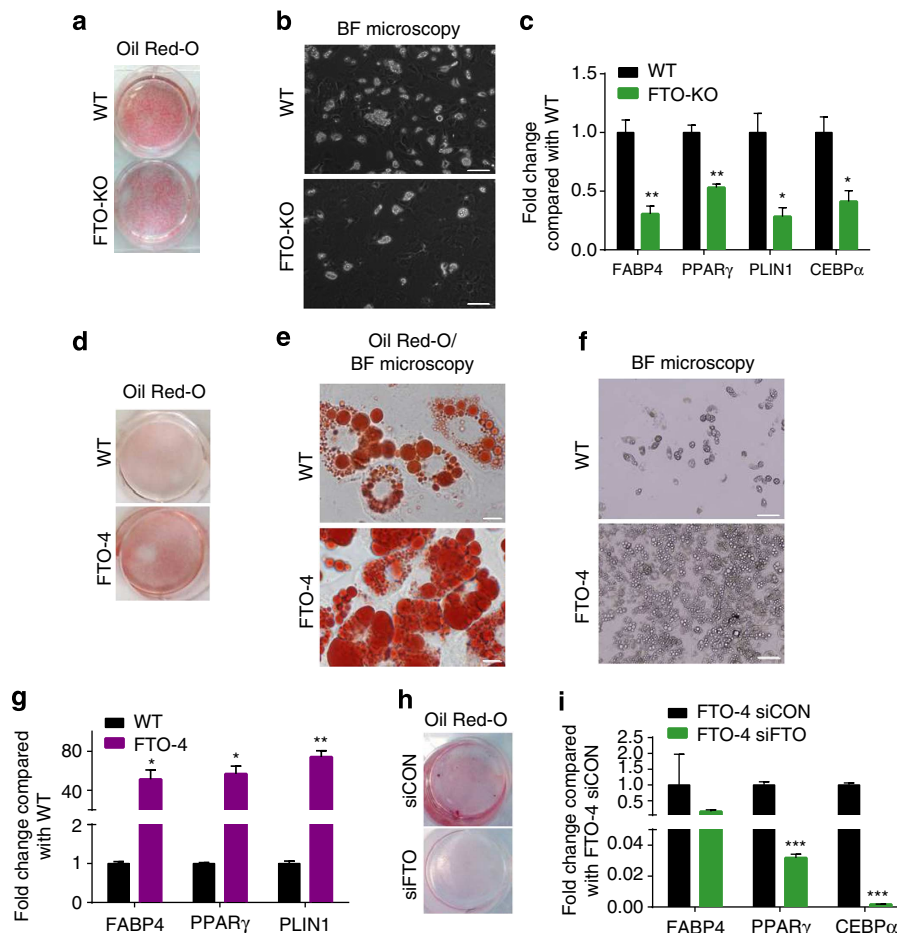 a
Oil Red-O
WT
FTO-KO
b
BF microscopy
WT
FTO-KO
c
WT
FTO-KO
Fold change
compared with WT
1.5
1.0
0.5
0.0
**
**
*
*
FABP4 PPARγ PLIN1 CEBPα
d
Oil Red-O
WT
FTO-4
e
Oil Red-O/
BF microscopy
WT
FTO-4
f
BF microscopy
WT
FTO-4
g
WT
FTO-4
Fold change compared
with WT
80
40
2
1
0
*
*
**
FABP4 PPARγ PLIN1
h
Oil Red-O
siCON
siFTO
i
FTO-4 siCON
FTO-4 siFTO
Fold change compared
with FTO-4 siCON
2.5
2.0
1.5
1.0
0.5
0.04
0.02
0.00
***
***
FABP4 PPARγ CEBPα